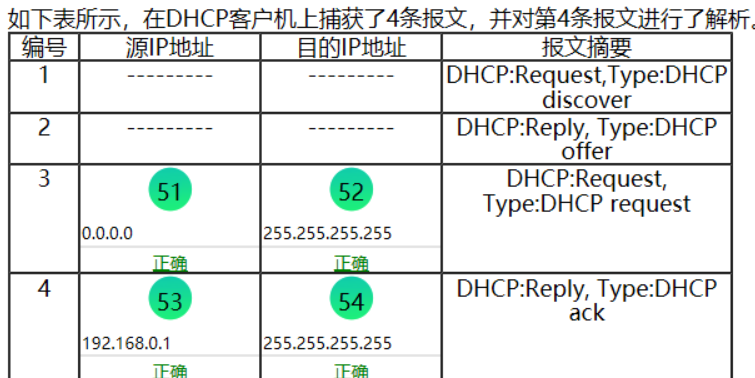 如下表所示，在DHCP客户机上捕获了4条报文，并对第4条报文进行了解析。
编号 源IP地址 目的IP地址 报文摘要
1 --------- --------- DHCP:Request,Type:DHCP
discover
2 --------- --------- DHCP:Reply, Type:DHCP
offer
3 51 52 DHCP:Request,
Type:DHCP request
0.0.0.0 255.255.255.255
正确 正确
4 53 54 DHCP:Reply, Type:DHCP
ack
192.168.0.1 255.255.255.255
正确 正确